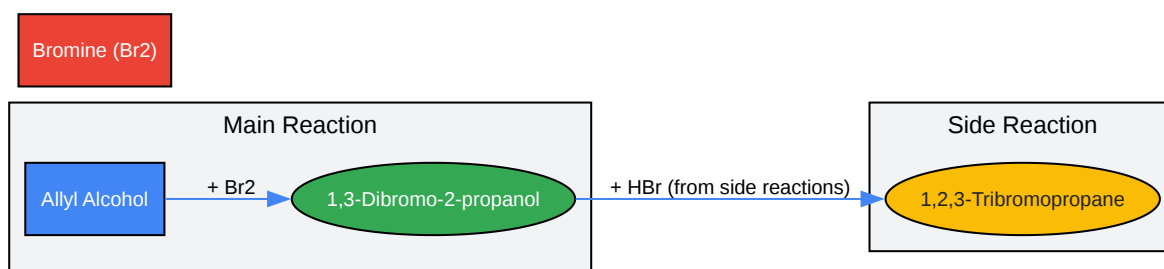 Bromine (Br2)
Main Reaction
Side Reaction
Allyl Alcohol
+ Br2
1,3-Dibromo-2-propanol
+ HBr (from side reactions)
1,2,3-Tribromopropane